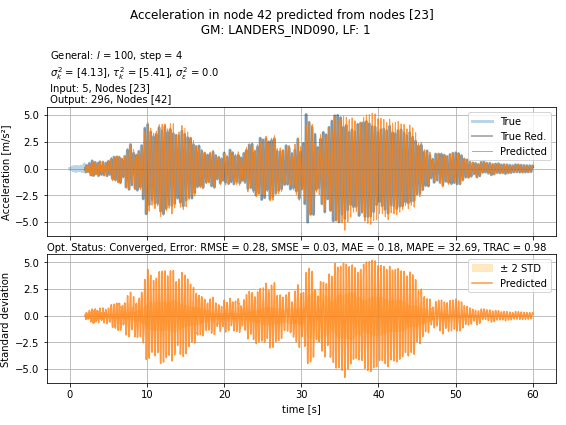 Acceleration in node 42 predicted from nodes [23]
GM: LANDERS_IND090, LF: 1
General: l = 100, step = 4
σ²ₖ = [4.13], τ²ₖ = [5.41], σ²ᵣ = 0.0
Input: 5, Nodes [23]
Output: 296, Nodes [42]
Acceleration [m/s²]
5.0
2.5
0.0
−2.5
−5.0
True
True Red.
Predicted
Opt. Status: Converged, Error: RMSE = 0.28, SMSE = 0.03, MAE = 0.18, MAPE = 32.69, TRAC = 0.98
Standard deviation
5.0
2.5
0.0
−2.5
−5.0
± 2 STD
Predicted
0 10 20 30 40 50 60
time [s]